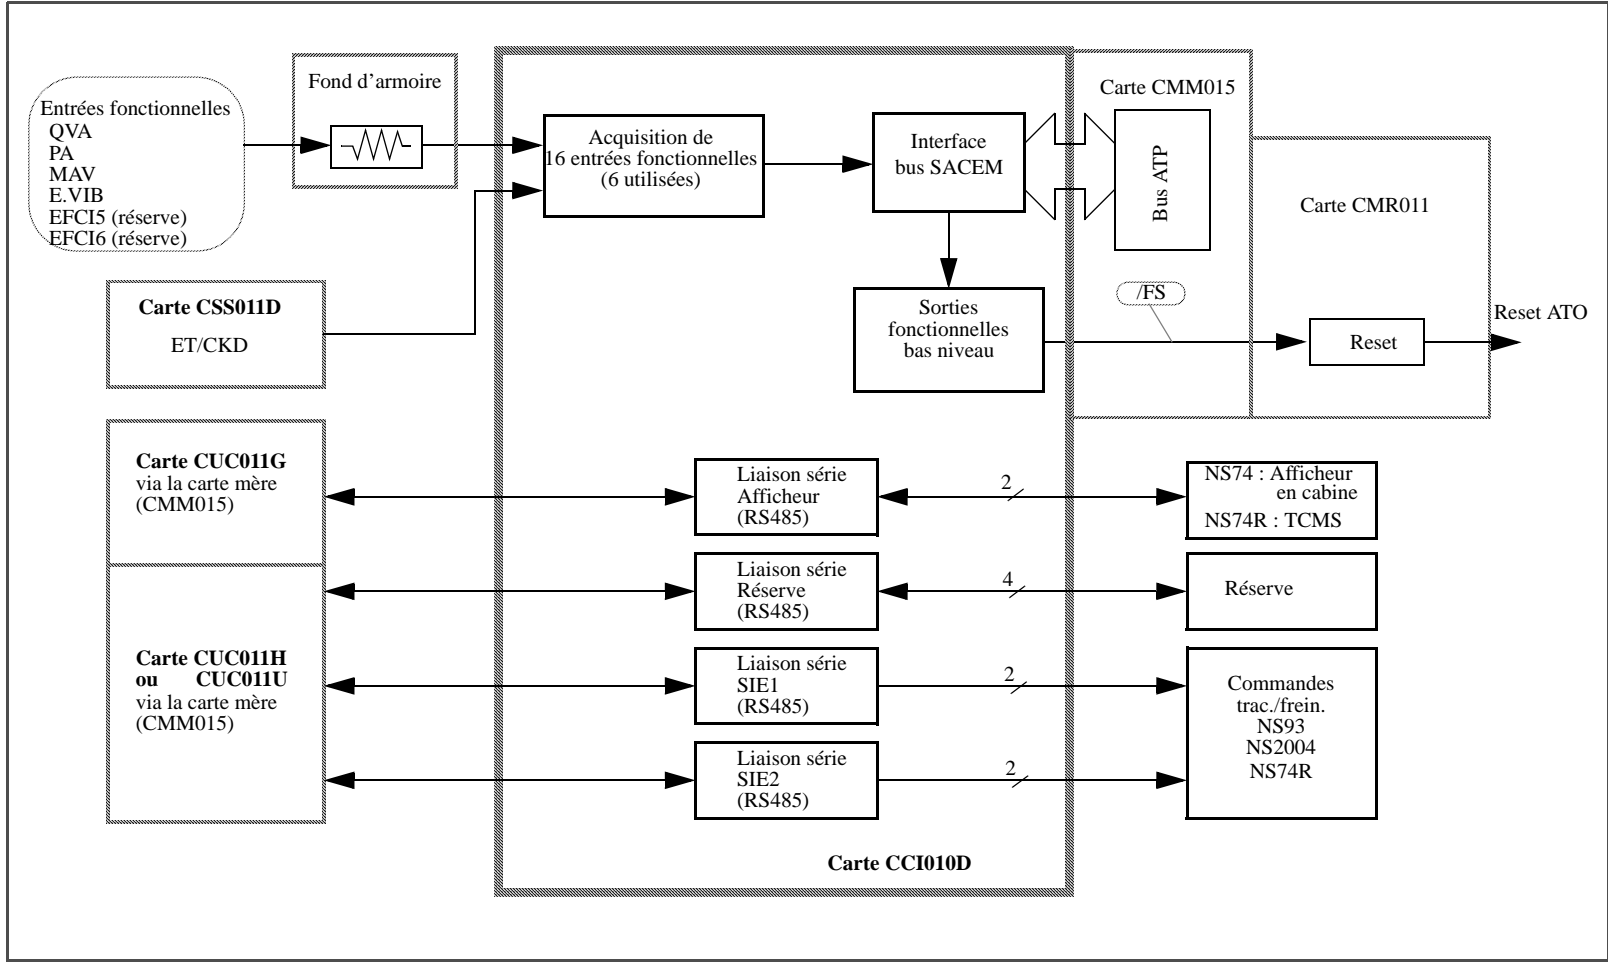 Entrées fonctionnelles
QVA
PA
MAV
E.VIB
EFCI5 (réserve)
EFCI6 (réserve)
Fond d'armoire
Acquisition de
16 entrées fonctionnelles
(6 utilisées)
Interface
bus SACEM
Carte CMM015
Bus ATP
Carte CMR011
Carte CSS011D
ET/CKD
Sorties
fonctionnelles
bas niveau
/FS
Reset
Reset ATO
Carte CUC011G
via la carte mère
(CMM015)
Liaison série
Afficheur
(RS485)
2
NS74 : Afficheur
en cabine
NS74R : TCMS
Liaison série
Réserve
(RS485)
4
Réserve
Carte CUC011H
ou CUC011U
via la carte mère
(CMM015)
Liaison série
SIE1
(RS485)
2
Commandes
trac./frein.
NS93
NS2004
NS74R
Liaison série
SIE2
(RS485)
2
Carte CCI010D